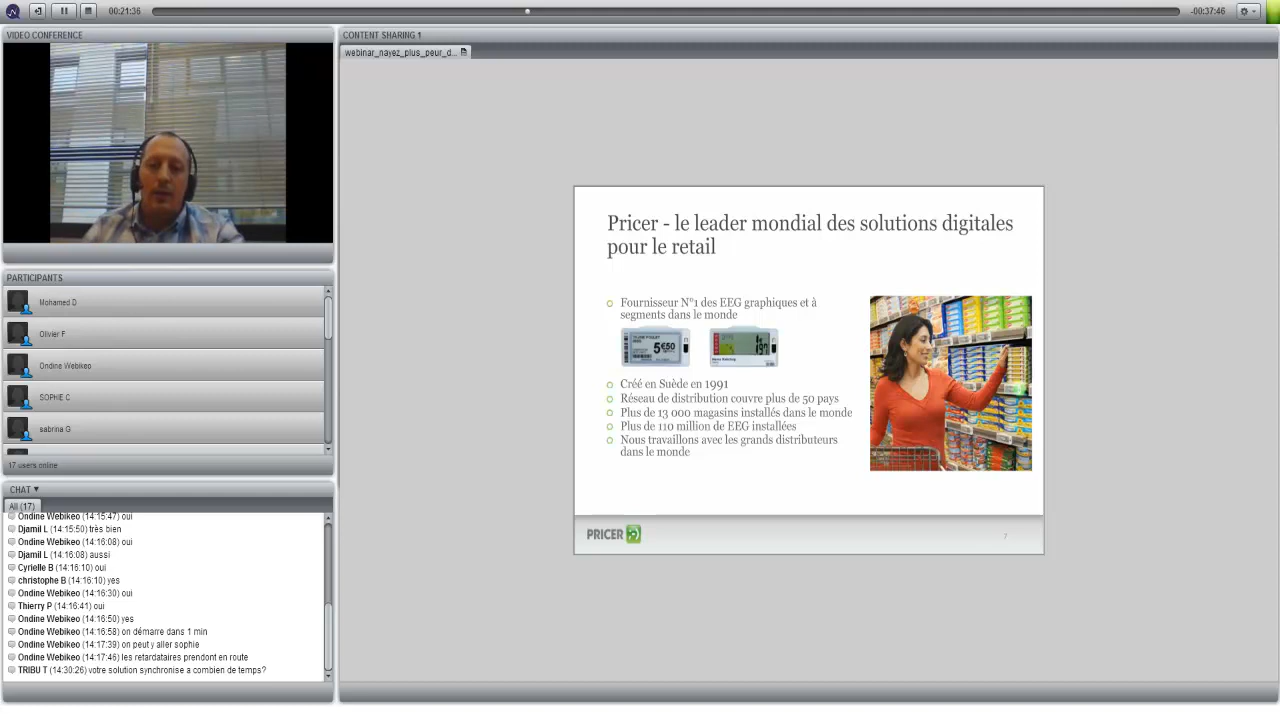 00:21:36
-00:37:46
VIDEO CONFERENCE
PARTICIPANTS
Mohamed D
Olivier F
Ondine Webikeo
SOPHIE C
sabrina G
17 users online
CHAT
All (17)
Ondine Webikeo (14:15:47) oui
Djamil L (14:15:50) très bien
Ondine Webikeo (14:16:08) oui
Djamil L (14:16:08) aussi
Cyrielle B (14:16:10) oui
christophe B (14:16:10) yes
Ondine Webikeo (14:16:30) oui
Thierry P (14:16:41) oui
Ondine Webikeo (14:16:50) yes
Ondine Webikeo (14:16:58) on démarre dans 1 min
Ondine Webikeo (14:17:39) on peut y aller sophie
Ondine Webikeo (14:17:46) les retardataires prendont en route
TRIBU T (14:30:26) votre solution synchronise a combien de temps?
CONTENT SHARING 1
webinar_nayez_plus_peur_d...
Pricer - le leader mondial des solutions digitales
pour le retail
Fournisseur N°1 des EEG graphiques et à
segments dans le monde
5€50
Créé en Suède en 1991
Réseau de distribution couvre plus de 50 pays
Plus de 13 000 magasins installés dans le monde
Plus de 110 million de EEG installées
Nous travaillons avec les grands distributeurs
dans le monde
PRICER
7